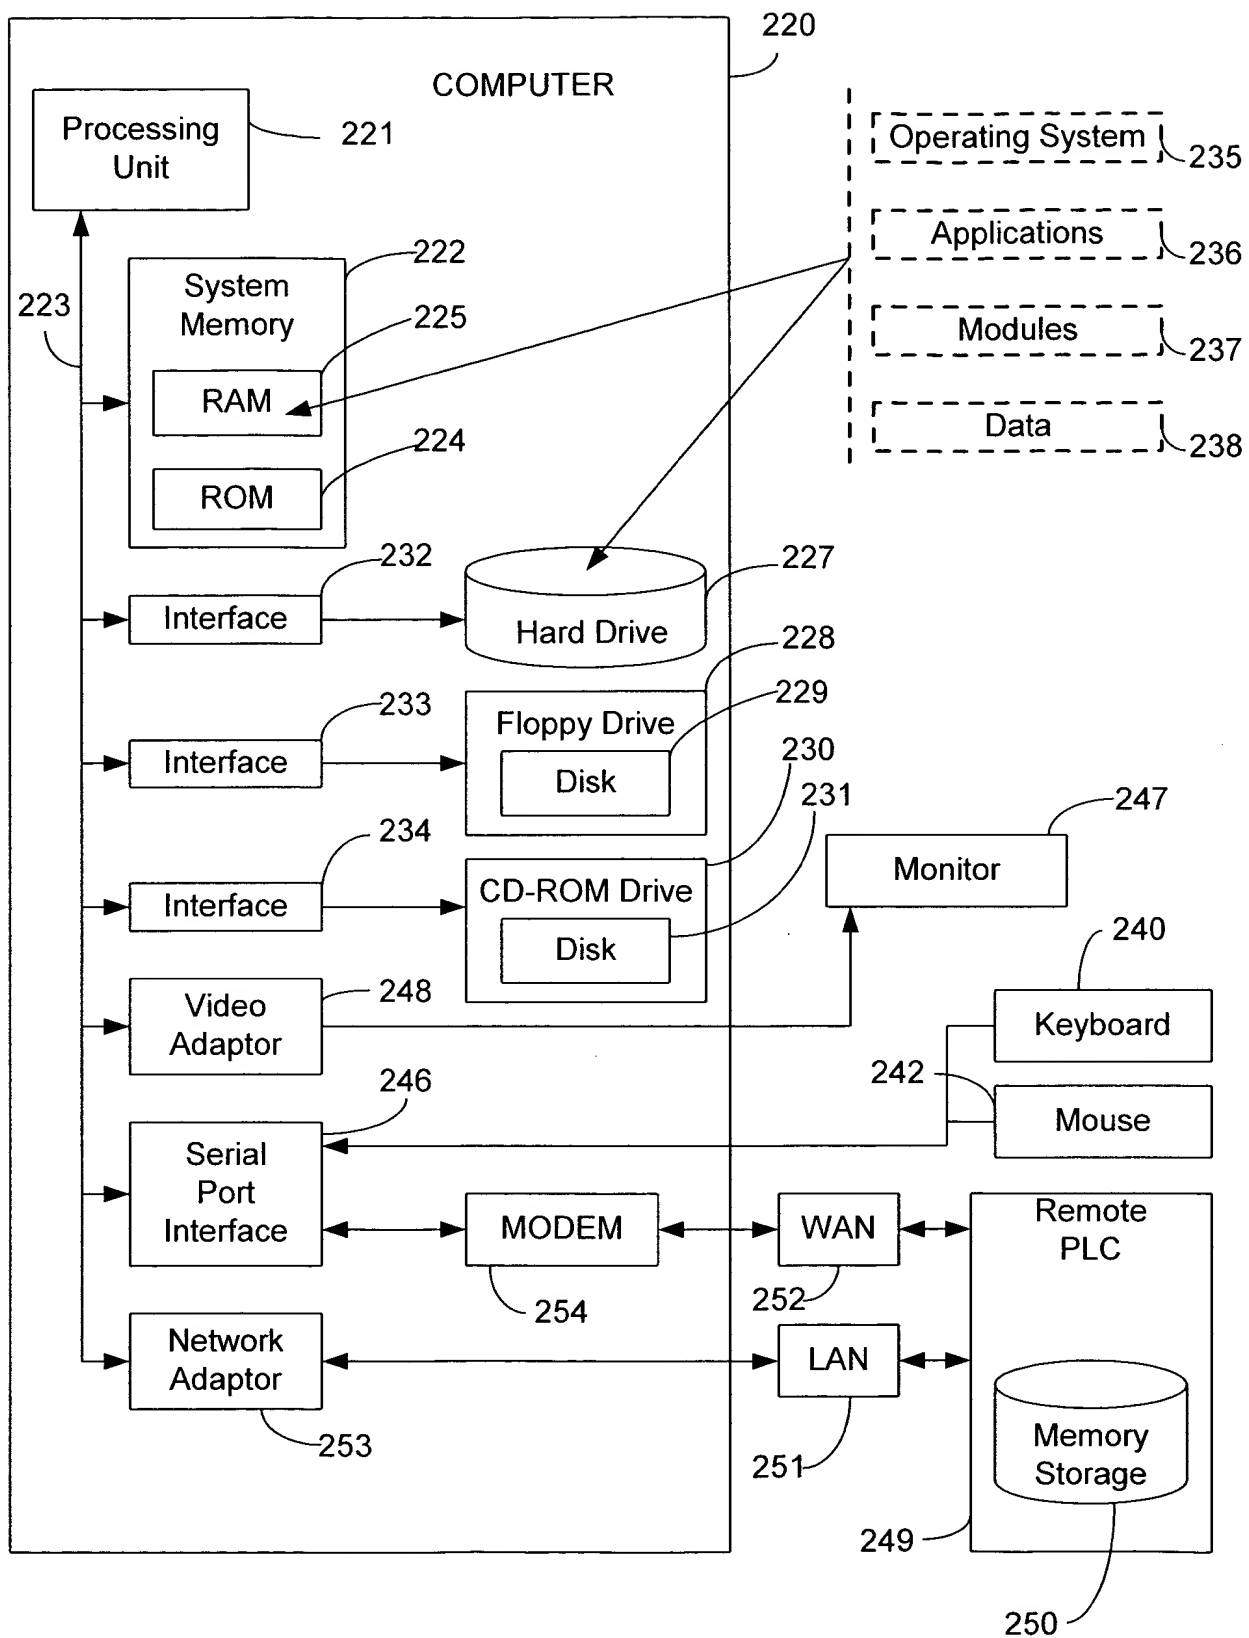 220
COMPUTER
Processing
Unit
221
Operating System
235
Applications
236
Modules
237
Data
238
223
222
System
Memory
225
RAM
224
ROM
232
Interface
227
Hard Drive
228
229
233
Interface
Floppy Drive
Disk
230
231
234
Interface
CD-ROM Drive
Disk
247
Monitor
248
Video
Adaptor
240
Keyboard
242
Mouse
246
Serial
Port
Interface
MODEM
254
WAN
252
Remote
PLC
Network
Adaptor
253
LAN
251
Memory
Storage
249
250